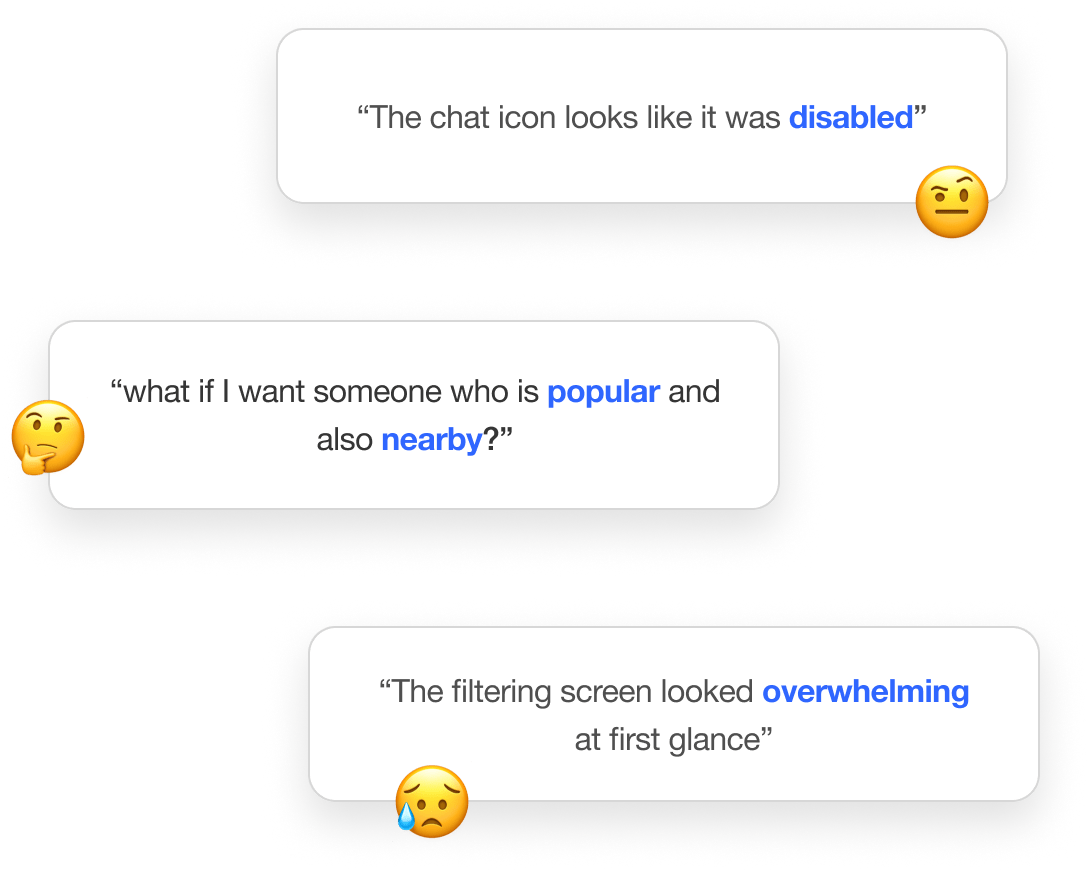 “The chat icon looks like it was disabled”
“what if I want someone who is popular and
also nearby?”
“The filtering screen looked overwhelming
at first glance”